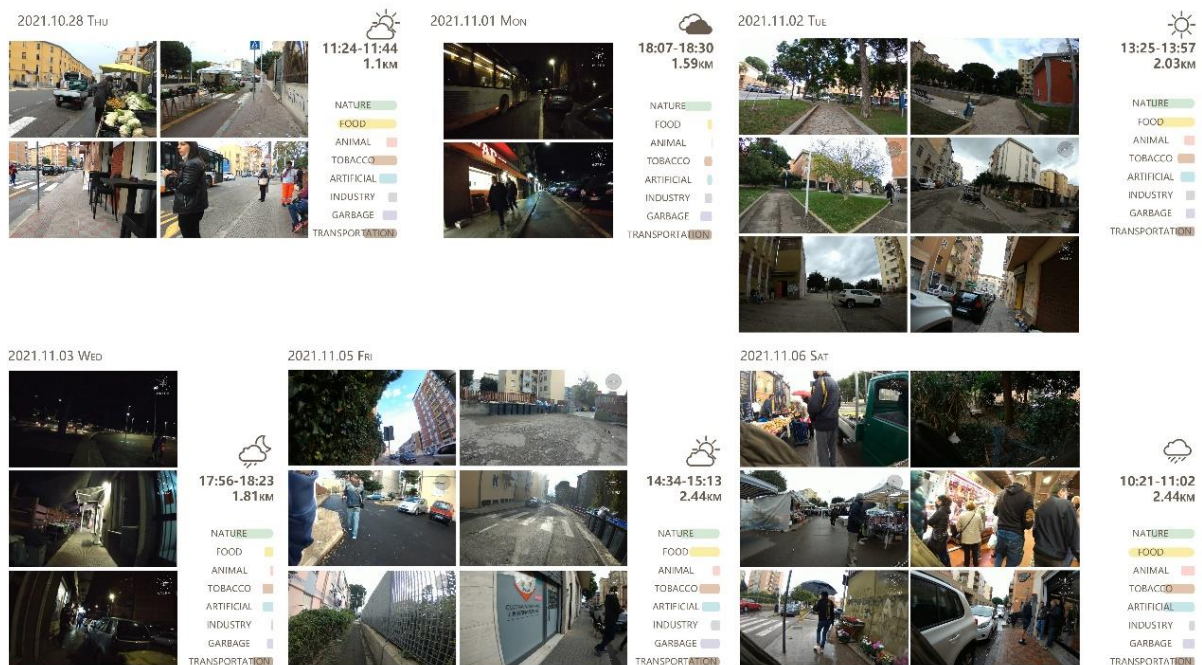 2021.10.28 THU
11:24-11:44
1.1KM
NATURE
FOOD
ANIMAL
TOBACCO
ARTIFICIAL
INDUSTRY
GARBAGE
TRANSPORTATION
2021.11.01 MON
18:07-18:30
1.59KM
NATURE
FOOD
ANIMAL
TOBACCO
ARTIFICIAL
INDUSTRY
GARBAGE
TRANSPORTATION
2021.11.02 TUE
13:25-13:57
2.03KM
NATURE
FOOD
ANIMAL
TOBACCO
ARTIFICIAL
INDUSTRY
GARBAGE
TRANSPORTATION
2021.11.03 WED
17:56-18:23
1.81KM
NATURE
FOOD
ANIMAL
TOBACCO
ARTIFICIAL
INDUSTRY
GARBAGE
TRANSPORTATION
2021.11.05 FRI
14:34-15:13
2.44KM
NATURE
FOOD
ANIMAL
TOBACCO
ARTIFICIAL
INDUSTRY
GARBAGE
TRANSPORTATION
2021.11.06 SAT
10:21-11:02
2.44KM
NATURE
FOOD
ANIMAL
TOBACCO
ARTIFICIAL
INDUSTRY
GARBAGE
TRANSPORTATION